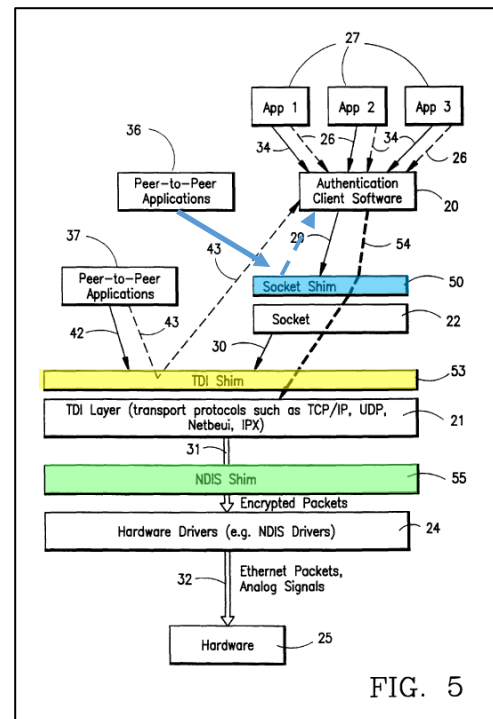 27
App 1
App 2
App 3
36
34
26
34
26
Peer-to-Peer
Applications
Authentication
Client Software
20
37
43
29
54
Peer-to-Peer
Applications
Socket Shim
50
42
43
Socket
22
30
TDI Shim
53
TDI Layer (transport protocols such as TCP/IP, UDP,
Netbeui, IPX)
21
31
NDIS Shim
55
Encrypted Packets
Hardware Drivers (e.g. NDIS Drivers)
24
32
Ethernet Packets,
Analog Signals
Hardware
25
FIG. 5